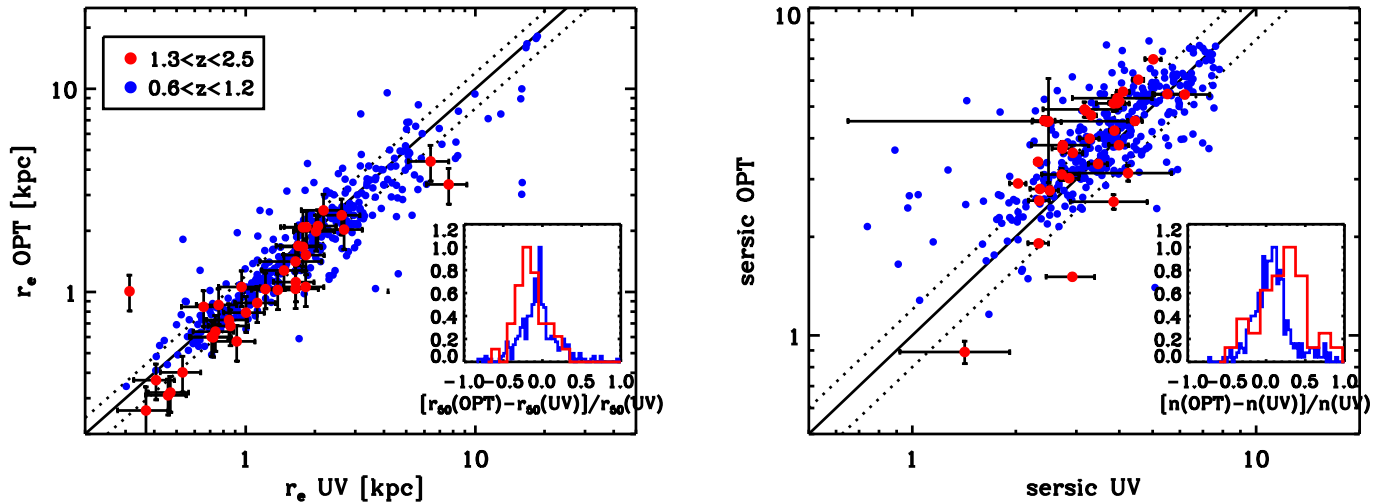 1.3<z<2.5
0.6<z<1.2
10
1
r_e OPT [kpc]
1
10
r_e UV [kpc]
1.2
1.0
0.8
0.6
0.4
0.2
0.0
−1.0−0.5 0.0 0.5 1.0
[r_50(OPT)−r_50(UV)]/r_50(UV)
10
1
sersic OPT
1
10
sersic UV
1.2
1.0
0.8
0.6
0.4
0.2
0.0
−1.0−0.5 0.0 0.5 1.0
[n(OPT)−n(UV)]/n(UV)